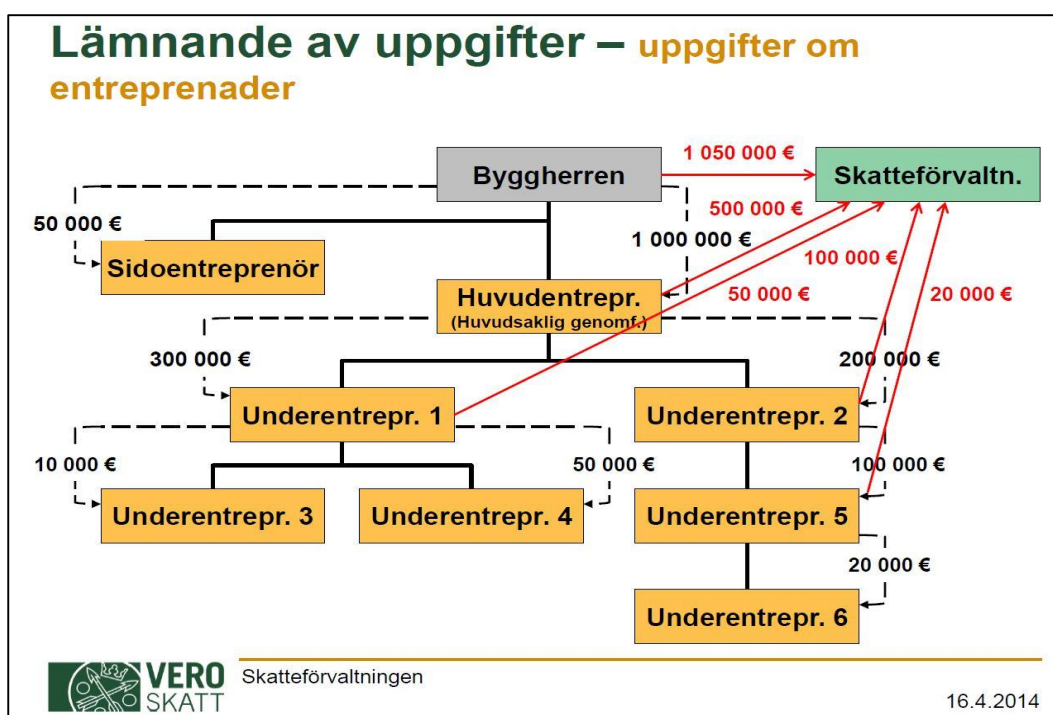 Lämnande av uppgifter – uppgifter om
entreprenader
1 050 000 €
Byggherren
Skatteförvaltn.
50 000 €
500 000 €
1 000 000 €
Sidoentreprenör
100 000 €
Huvudentrepr.
(Huvudsaklig genomf.)
50 000 €
20 000 €
300 000 €
200 000 €
Underentrepr. 1
Underentrepr. 2
10 000 €
50 000 €
100 000 €
Underentrepr. 3
Underentrepr. 4
Underentrepr. 5
20 000 €
Underentrepr. 6
VERO
SKATT
Skatteförvaltningen
16.4.2014